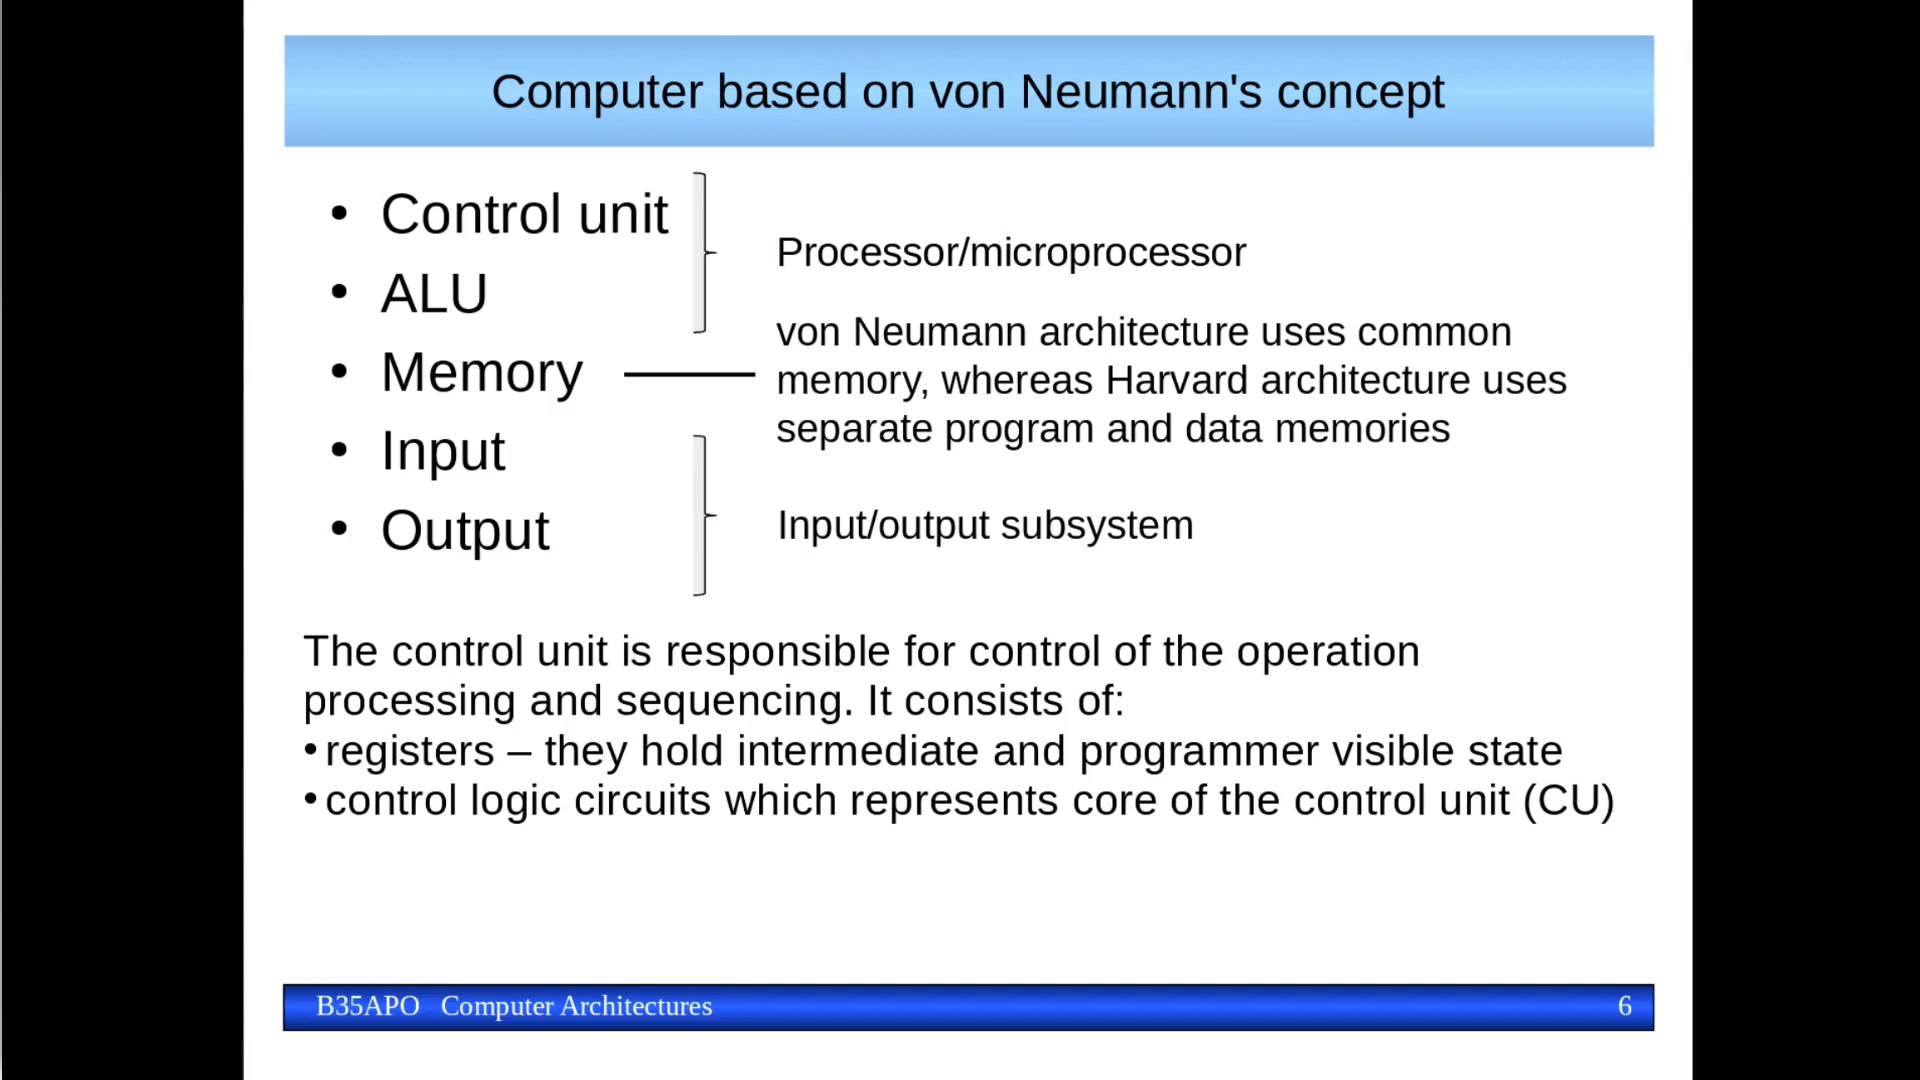 Computer based on von Neumann's concept
• Control unit
• ALU
• Memory
• Input
• Output
Processor/microprocessor
von Neumann architecture uses common
memory, whereas Harvard architecture uses
separate program and data memories
Input/output subsystem
The control unit is responsible for control of the operation
processing and sequencing. It consists of:
• registers – they hold intermediate and programmer visible state
• control logic circuits which represents core of the control unit (CU)
B35APO Computer Architectures 6